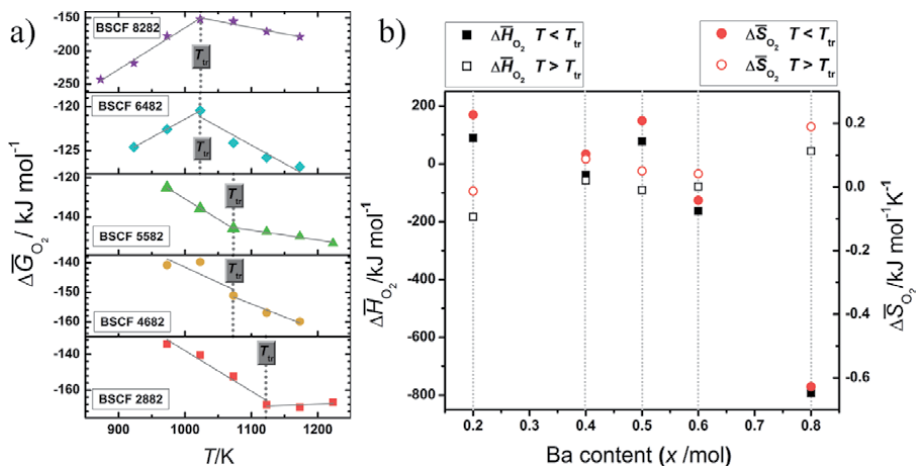 a)
BSCF 8282
-150
-200
-250
T_tr
BSCF 6482
-120
-125
T_tr
BSCF 5582
-120
-140
T_tr
BSCF 4682
-140
-150
-160
T_tr
BSCF 2882
-140
-160
T_tr
ΔG̅_O₂ / kJ mol⁻¹
900 1000 1100 1200
T/K
b)
ΔH̅_O₂ T < T_tr
ΔH̅_O₂ T > T_tr
ΔS̅_O₂ T < T_tr
ΔS̅_O₂ T > T_tr
200
0
-200
-400
-600
-800
ΔH̅_O₂ /kJ mol⁻¹
0.2
0.0
-0.2
-0.4
-0.6
ΔS̅_O₂ /kJ mol⁻¹K⁻¹
0.2 0.3 0.4 0.5 0.6 0.7 0.8
Ba content (x /mol)